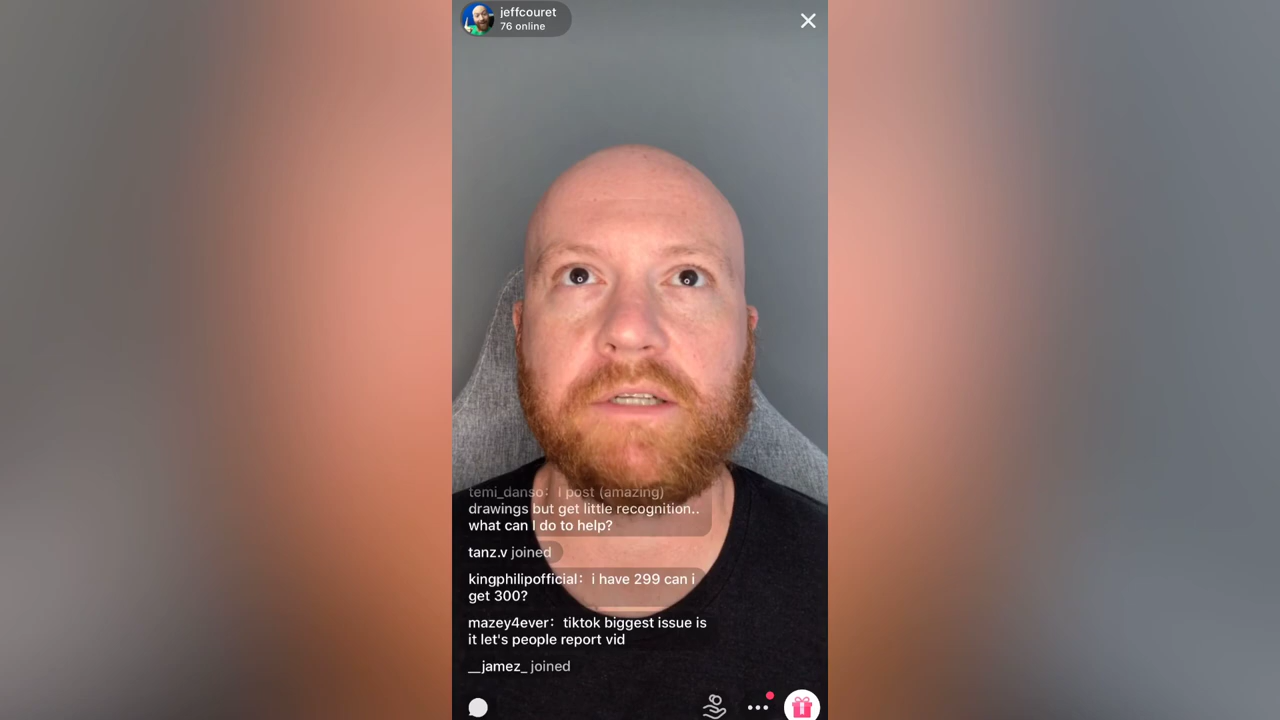 jeffcouret
76 online
temi_danso: I post (amazing)
drawings but get little recognition..
what can I do to help?
tanz.v joined
kingphilipofficial: i have 299 can i
get 300?
mazey4ever: tiktok biggest issue is
it let's people report vid
__jamez_ joined